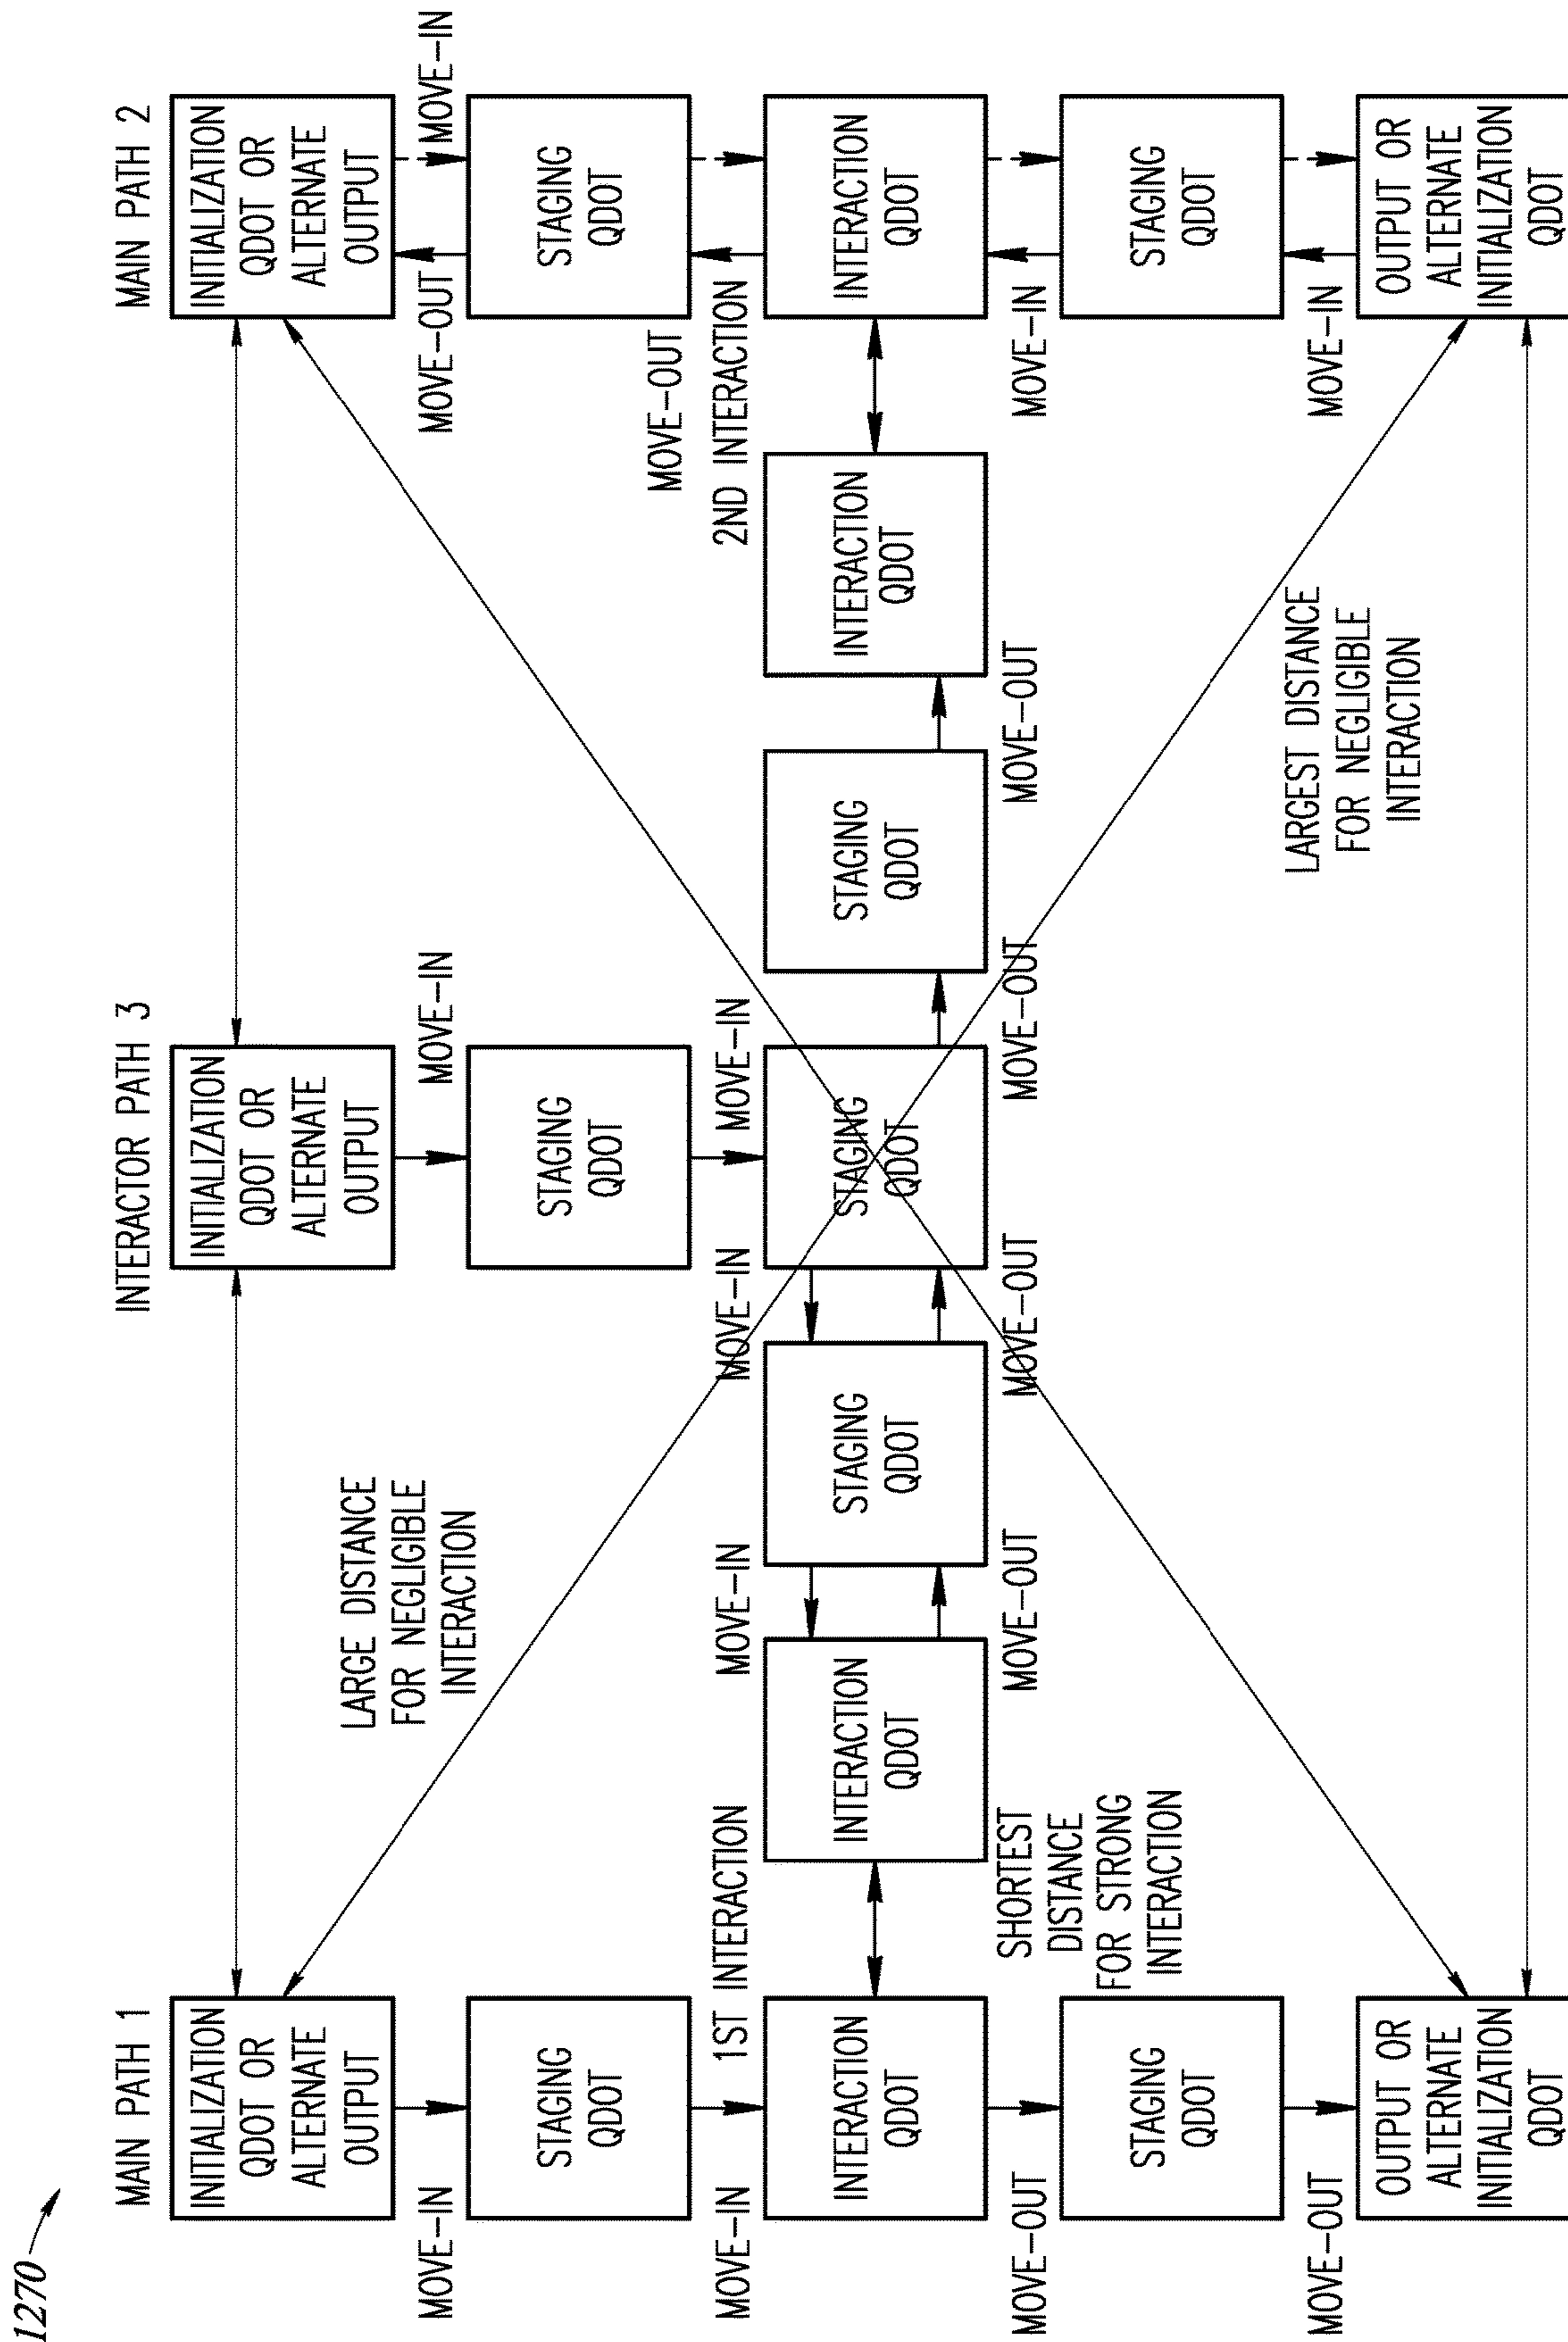 1270
MAIN PATH 1
INTERACTOR PATH 3
MAIN PATH 2
INITIALIZATION
QDOT OR
ALTERNATE
OUTPUT
INITIALIZATION
QDOT OR
ALTERNATE
OUTPUT
INITIALIZATION
QDOT OR
ALTERNATE
OUTPUT
MOVE-IN
LARGE DISTANCE
FOR NEGLIGIBLE
INTERACTION
MOVE-IN
MOVE-OUT
MOVE-IN
STAGING
QDOT
STAGING
QDOT
STAGING
QDOT
MOVE-OUT
MOVE-IN
1ST INTERACTION
MOVE-IN
MOVE-IN
MOVE-IN
2ND INTERACTION
INTERACTION
QDOT
INTERACTION
QDOT
STAGING
QDOT
STAGING
QDOT
STAGING
QDOT
INTERACTION
QDOT
INTERACTION
QDOT
MOVE-OUT
SHORTEST
DISTANCE
FOR STRONG
INTERACTION
MOVE-OUT
MOVE-OUT
MOVE-OUT
MOVE-OUT
MOVE-IN
STAGING
QDOT
STAGING
QDOT
LARGEST DISTANCE
FOR NEGLIGIBLE
INTERACTION
MOVE-OUT
MOVE-IN
OUTPUT OR
ALTERNATE
INITIALIZATION
QDOT
OUTPUT OR
ALTERNATE
INITIALIZATION
QDOT